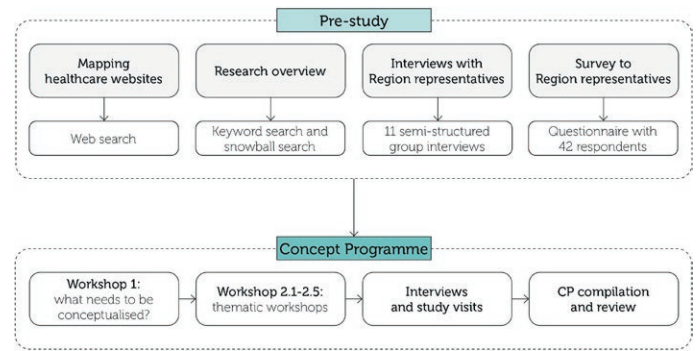 Pre-study
Mapping
healthcare websites
Research overview
Interviews with
Region representatives
Survey to
Region representatives
Web search
Keyword search and
snowball search
11 semi-structured
group interviews
Questionnaire with
42 respondents
Concept Programme
Workshop 1:
what needs to be
conceptualised?
Workshop 2.1-2.5:
thematic workshops
Interviews
and study visits
CP compilation
and review